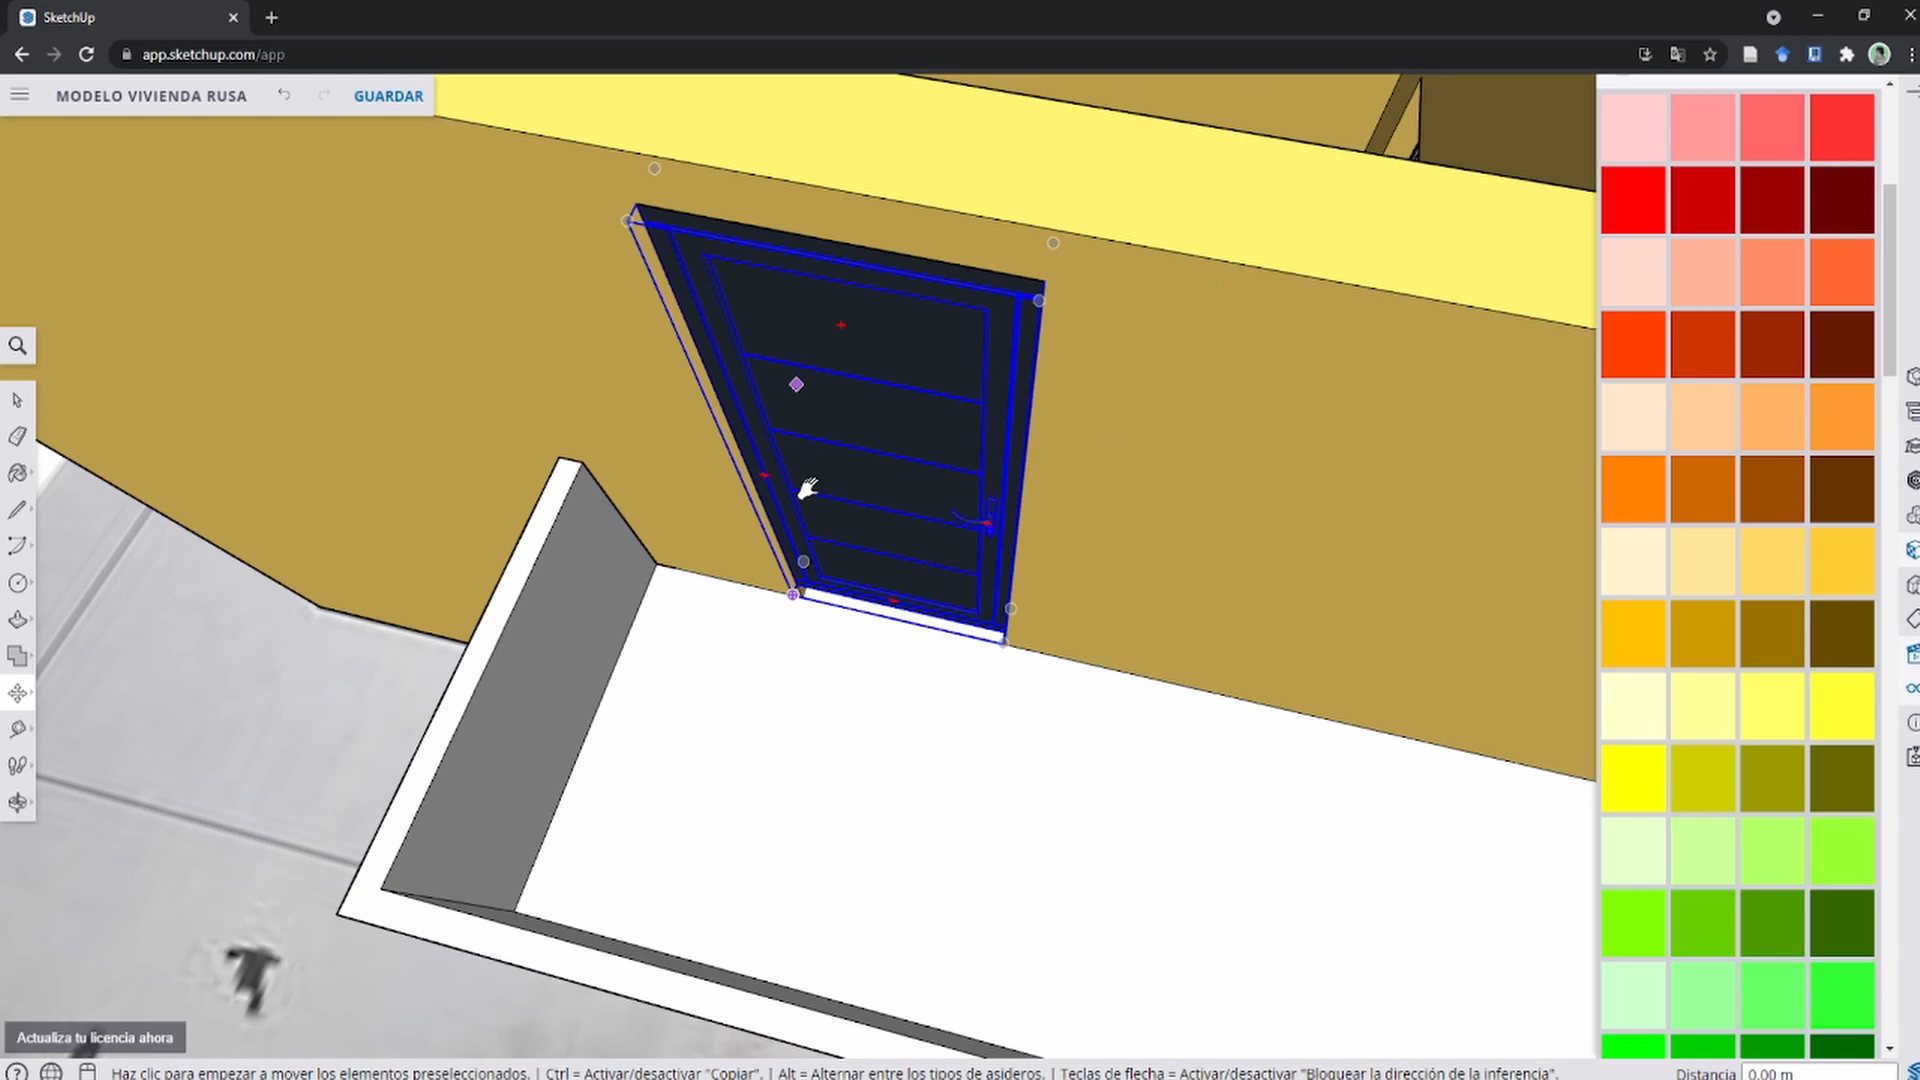 SketchUp
app.sketchup.com/app
MODELO VIVIENDA RUSA
GUARDAR
Actualiza tu licencia ahora
Haz clic para empezar a mover los elementos preseleccionados. | Ctrl = Activar/desactivar "Copiar". | Alt = Alternar entre los tipos de asideros. | Teclas de flecha = Activar/desactivar "Bloquear la dirección de la inferencia".
Distancia 0,00 m